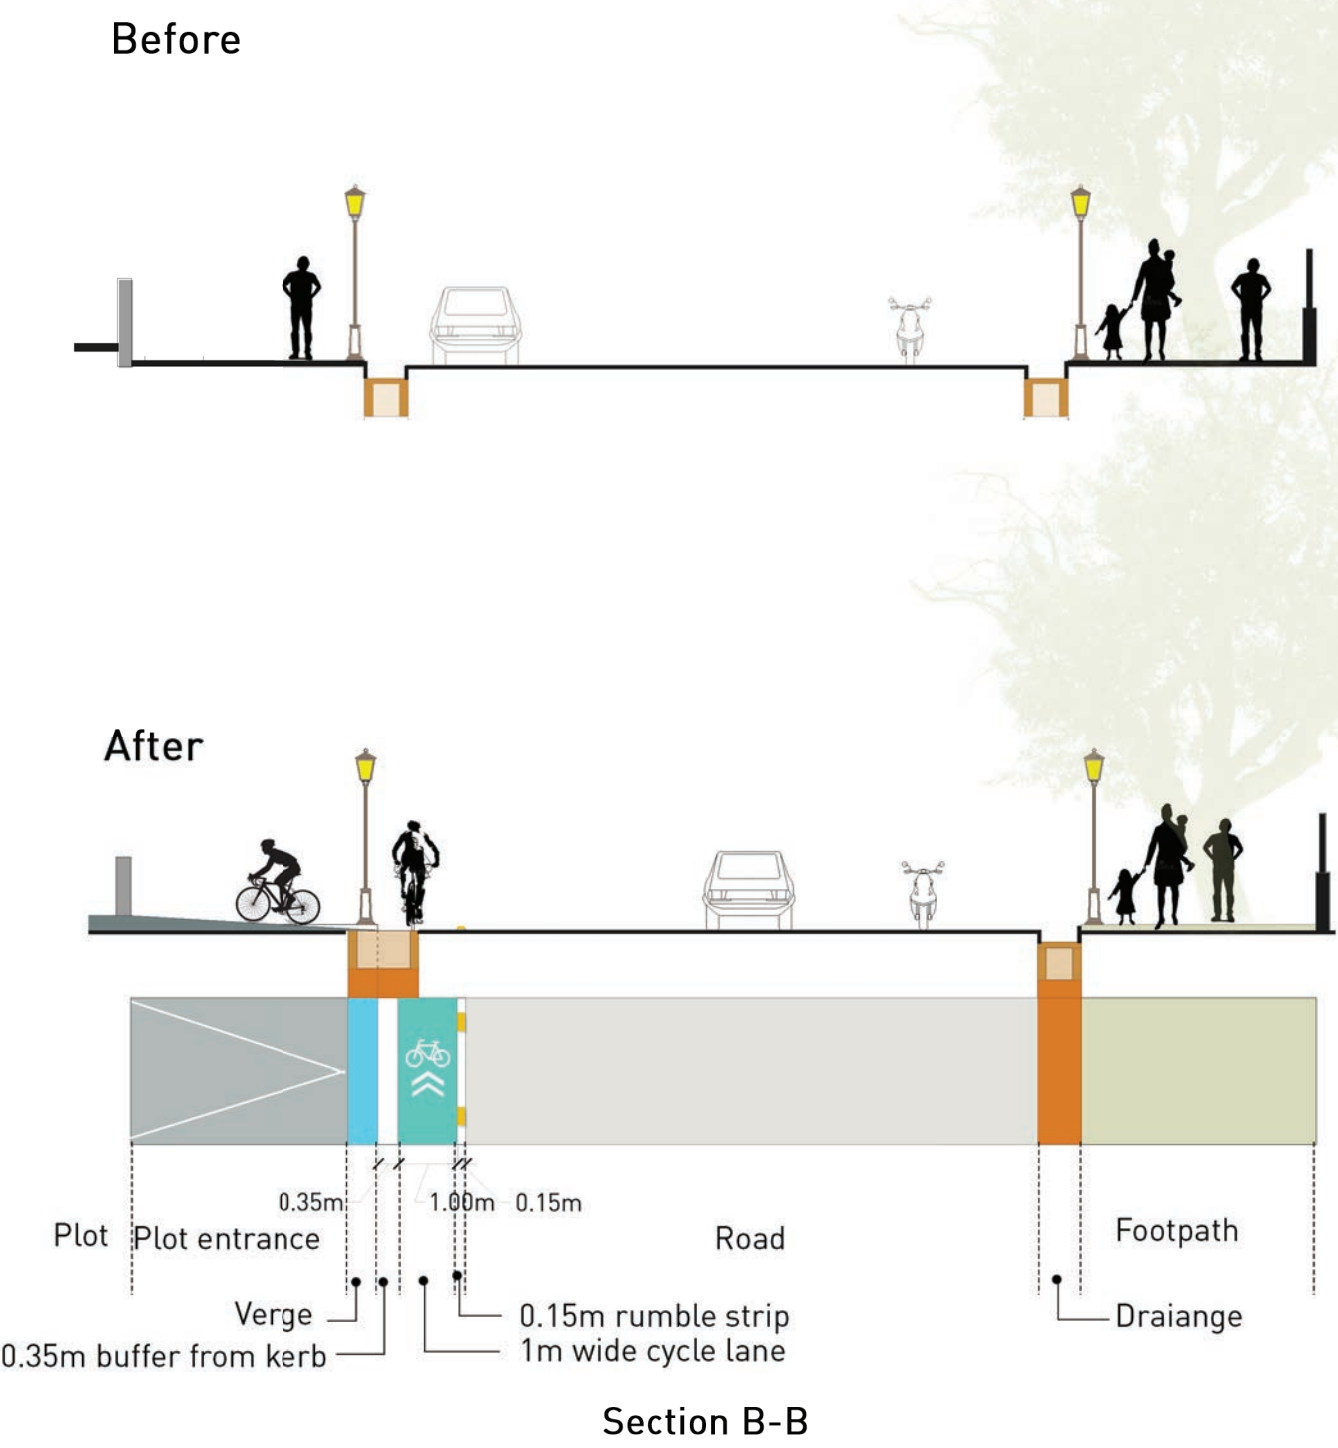 Before
After
0.35m
1.00m
0.15m
Plot
Plot entrance
Road
Footpath
Verge
0.15m rumble strip
Draiange
0.35m buffer from kerb
1m wide cycle lane
Section B-B